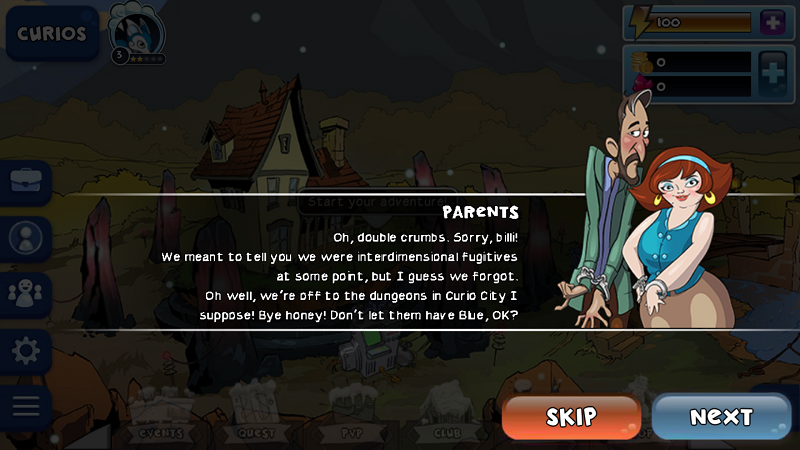 CURIOS
3
100
0
0
Start your adventure!
PARENTS
Oh, double crumbs. Sorry, billi!
We meant to tell you we were interdimensional fugitives
at some point, but I guess we forgot.
Oh well, we're off to the dungeons in Curio City I
suppose! Bye honey! Don't let them have Blue, OK?
SKIP
NEXT
EVENTS
QUEST
PVP
CLUB